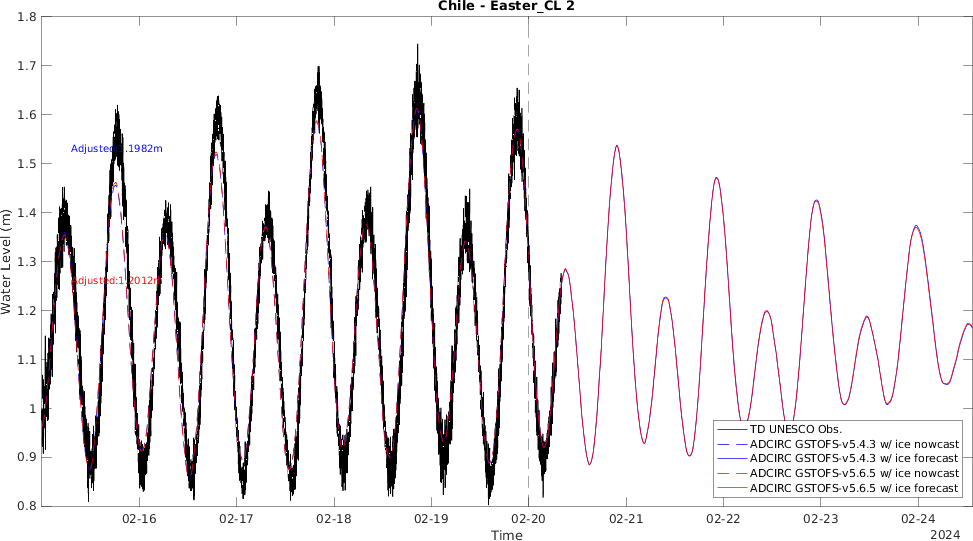 Chile - Easter_CL 2
Water Level (m)
1.8
1.7
1.6
1.5
1.4
1.3
1.2
1.1
1
0.9
0.8
Adjusted:1.1982m
Adjusted:1.2012m
TD UNESCO Obs.
ADCIRC GSTOFS-v5.4.3 w/ ice nowcast
ADCIRC GSTOFS-v5.4.3 w/ ice forecast
ADCIRC GSTOFS-v5.6.5 w/ ice nowcast
ADCIRC GSTOFS-v5.6.5 w/ ice forecast
02-16 02-17 02-18 02-19 02-20 02-21 02-22 02-23 02-24
Time
2024